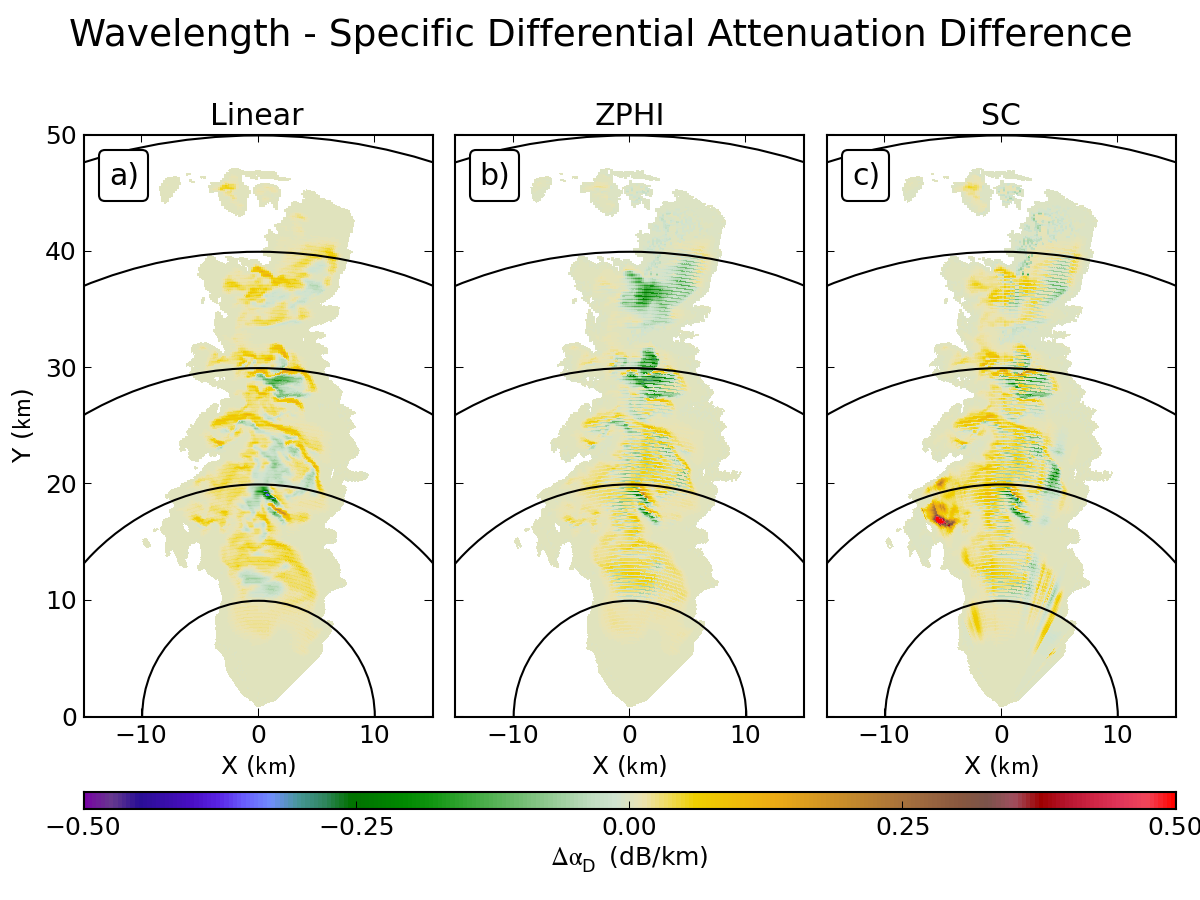 Wavelength - Specific Differential Attenuation Difference
Linear ZPHI SC
a) b) c)
50
40
30
20
10
0
Y (km)
−10 0 10 −10 0 10 −10 0 10
X (km) X (km) X (km)
−0.50 −0.25 0.00 0.25 0.50
Δα_D (dB/km)